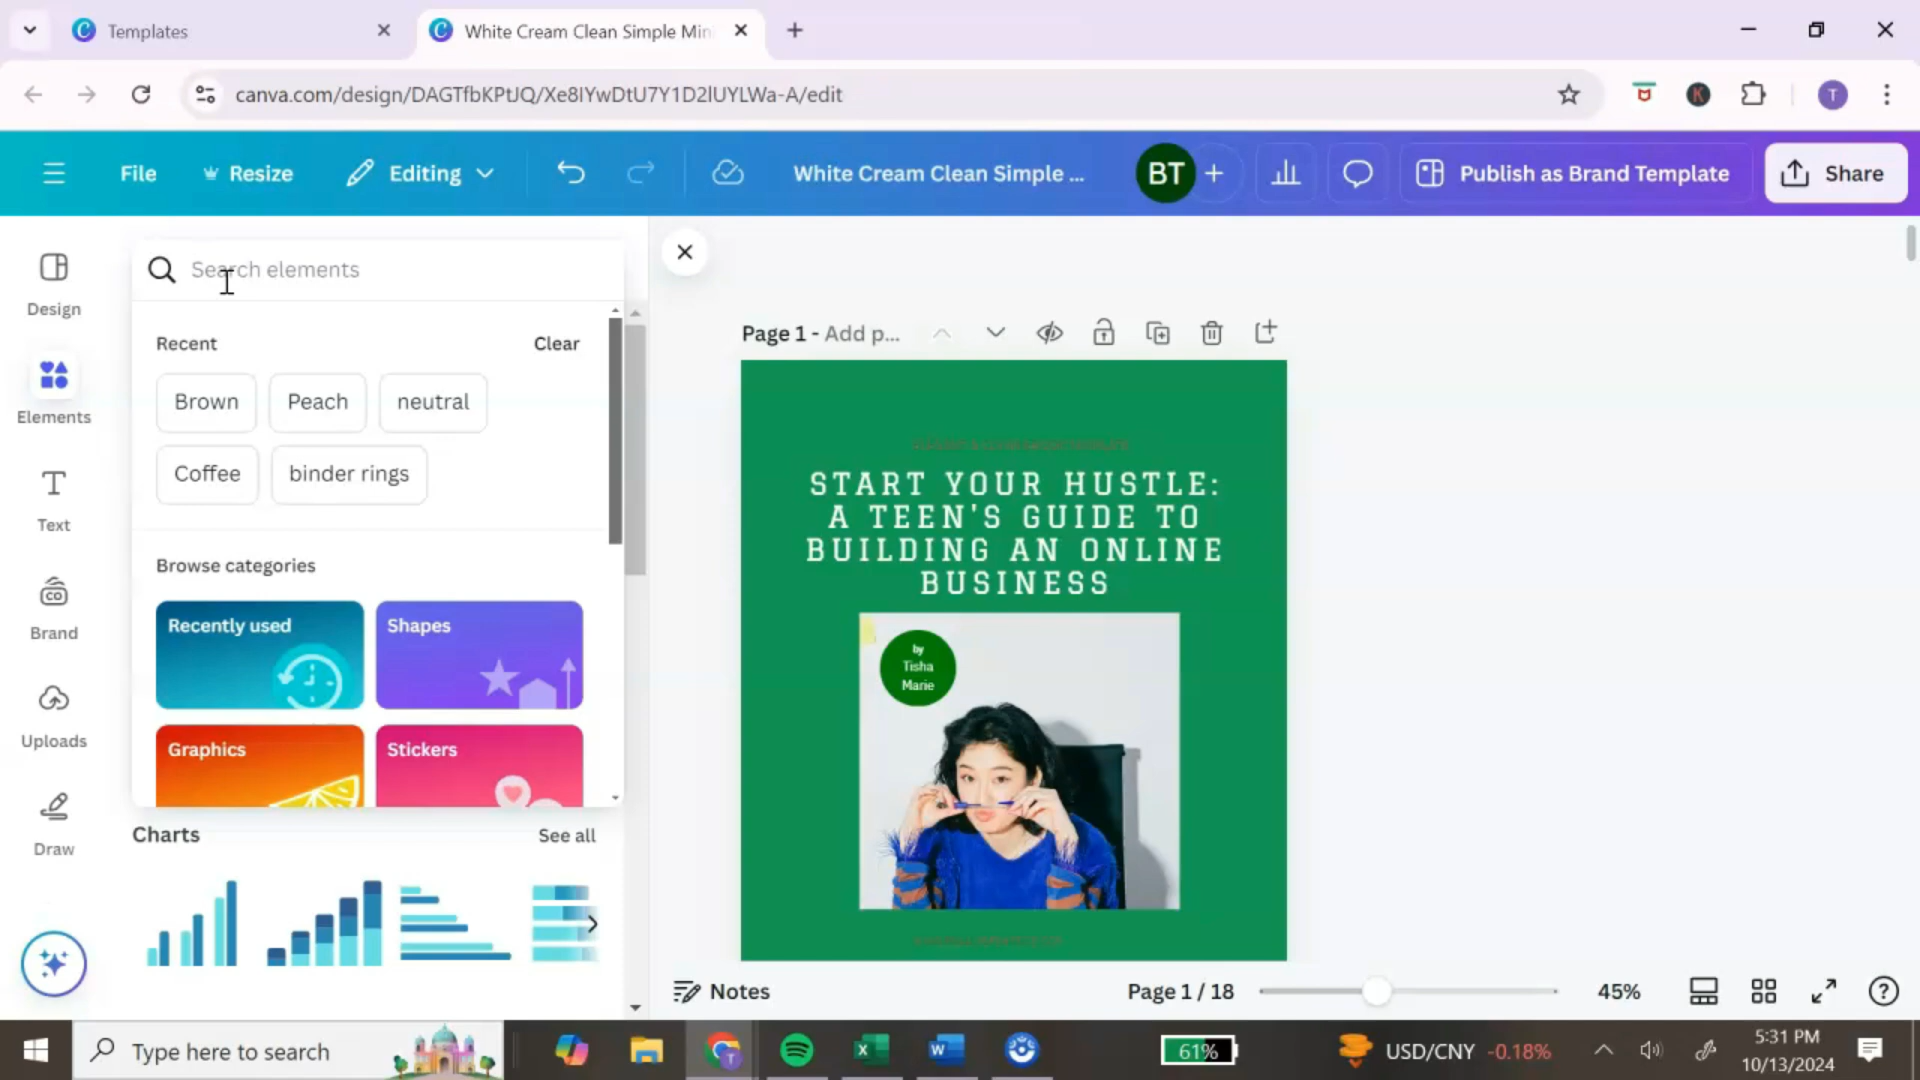 Templates
White Cream Clean Simple Min
canva.com/design/DAGTfbKPtJQ/Xe8IYwDtU7Y1D2lUYLWa-A/edit
T
File
Resize
Editing
White Cream Clean Simple ...
BT
Publish as Brand Template
Share
Design
Elements
Text
Brand
Uploads
Draw
Search elements
Recent
Clear
Brown
Peach
neutral
Coffee
binder rings
Browse categories
Recently used
Shapes
Graphics
Stickers
Charts
See all
Page 1 - Add p...
START YOUR HUSTLE:
A TEEN'S GUIDE TO
BUILDING AN ONLINE
BUSINESS
by
Tisha
Marie
Notes
Page 1 / 18
45%
Type here to search
61%
USD/CNY -0.18%
5:31 PM
10/13/2024